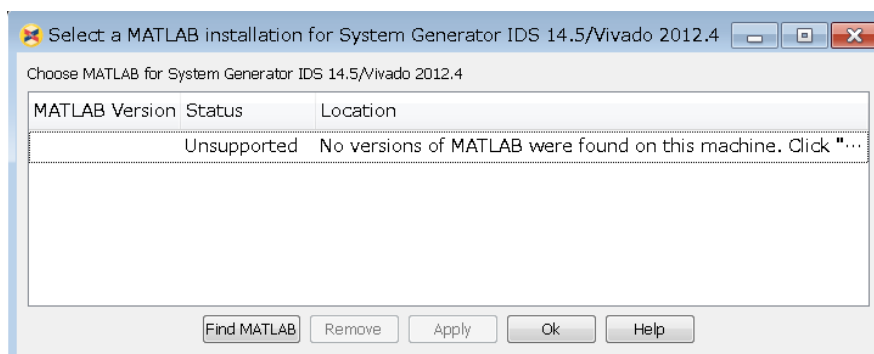 Select a MATLAB installation for System Generator IDS 14.5/Vivado 2012.4
Choose MATLAB for System Generator IDS 14.5/Vivado 2012.4
MATLAB Version Status Location
Unsupported No versions of MATLAB were found on this machine. Click "...
Find MATLAB Remove Apply Ok Help